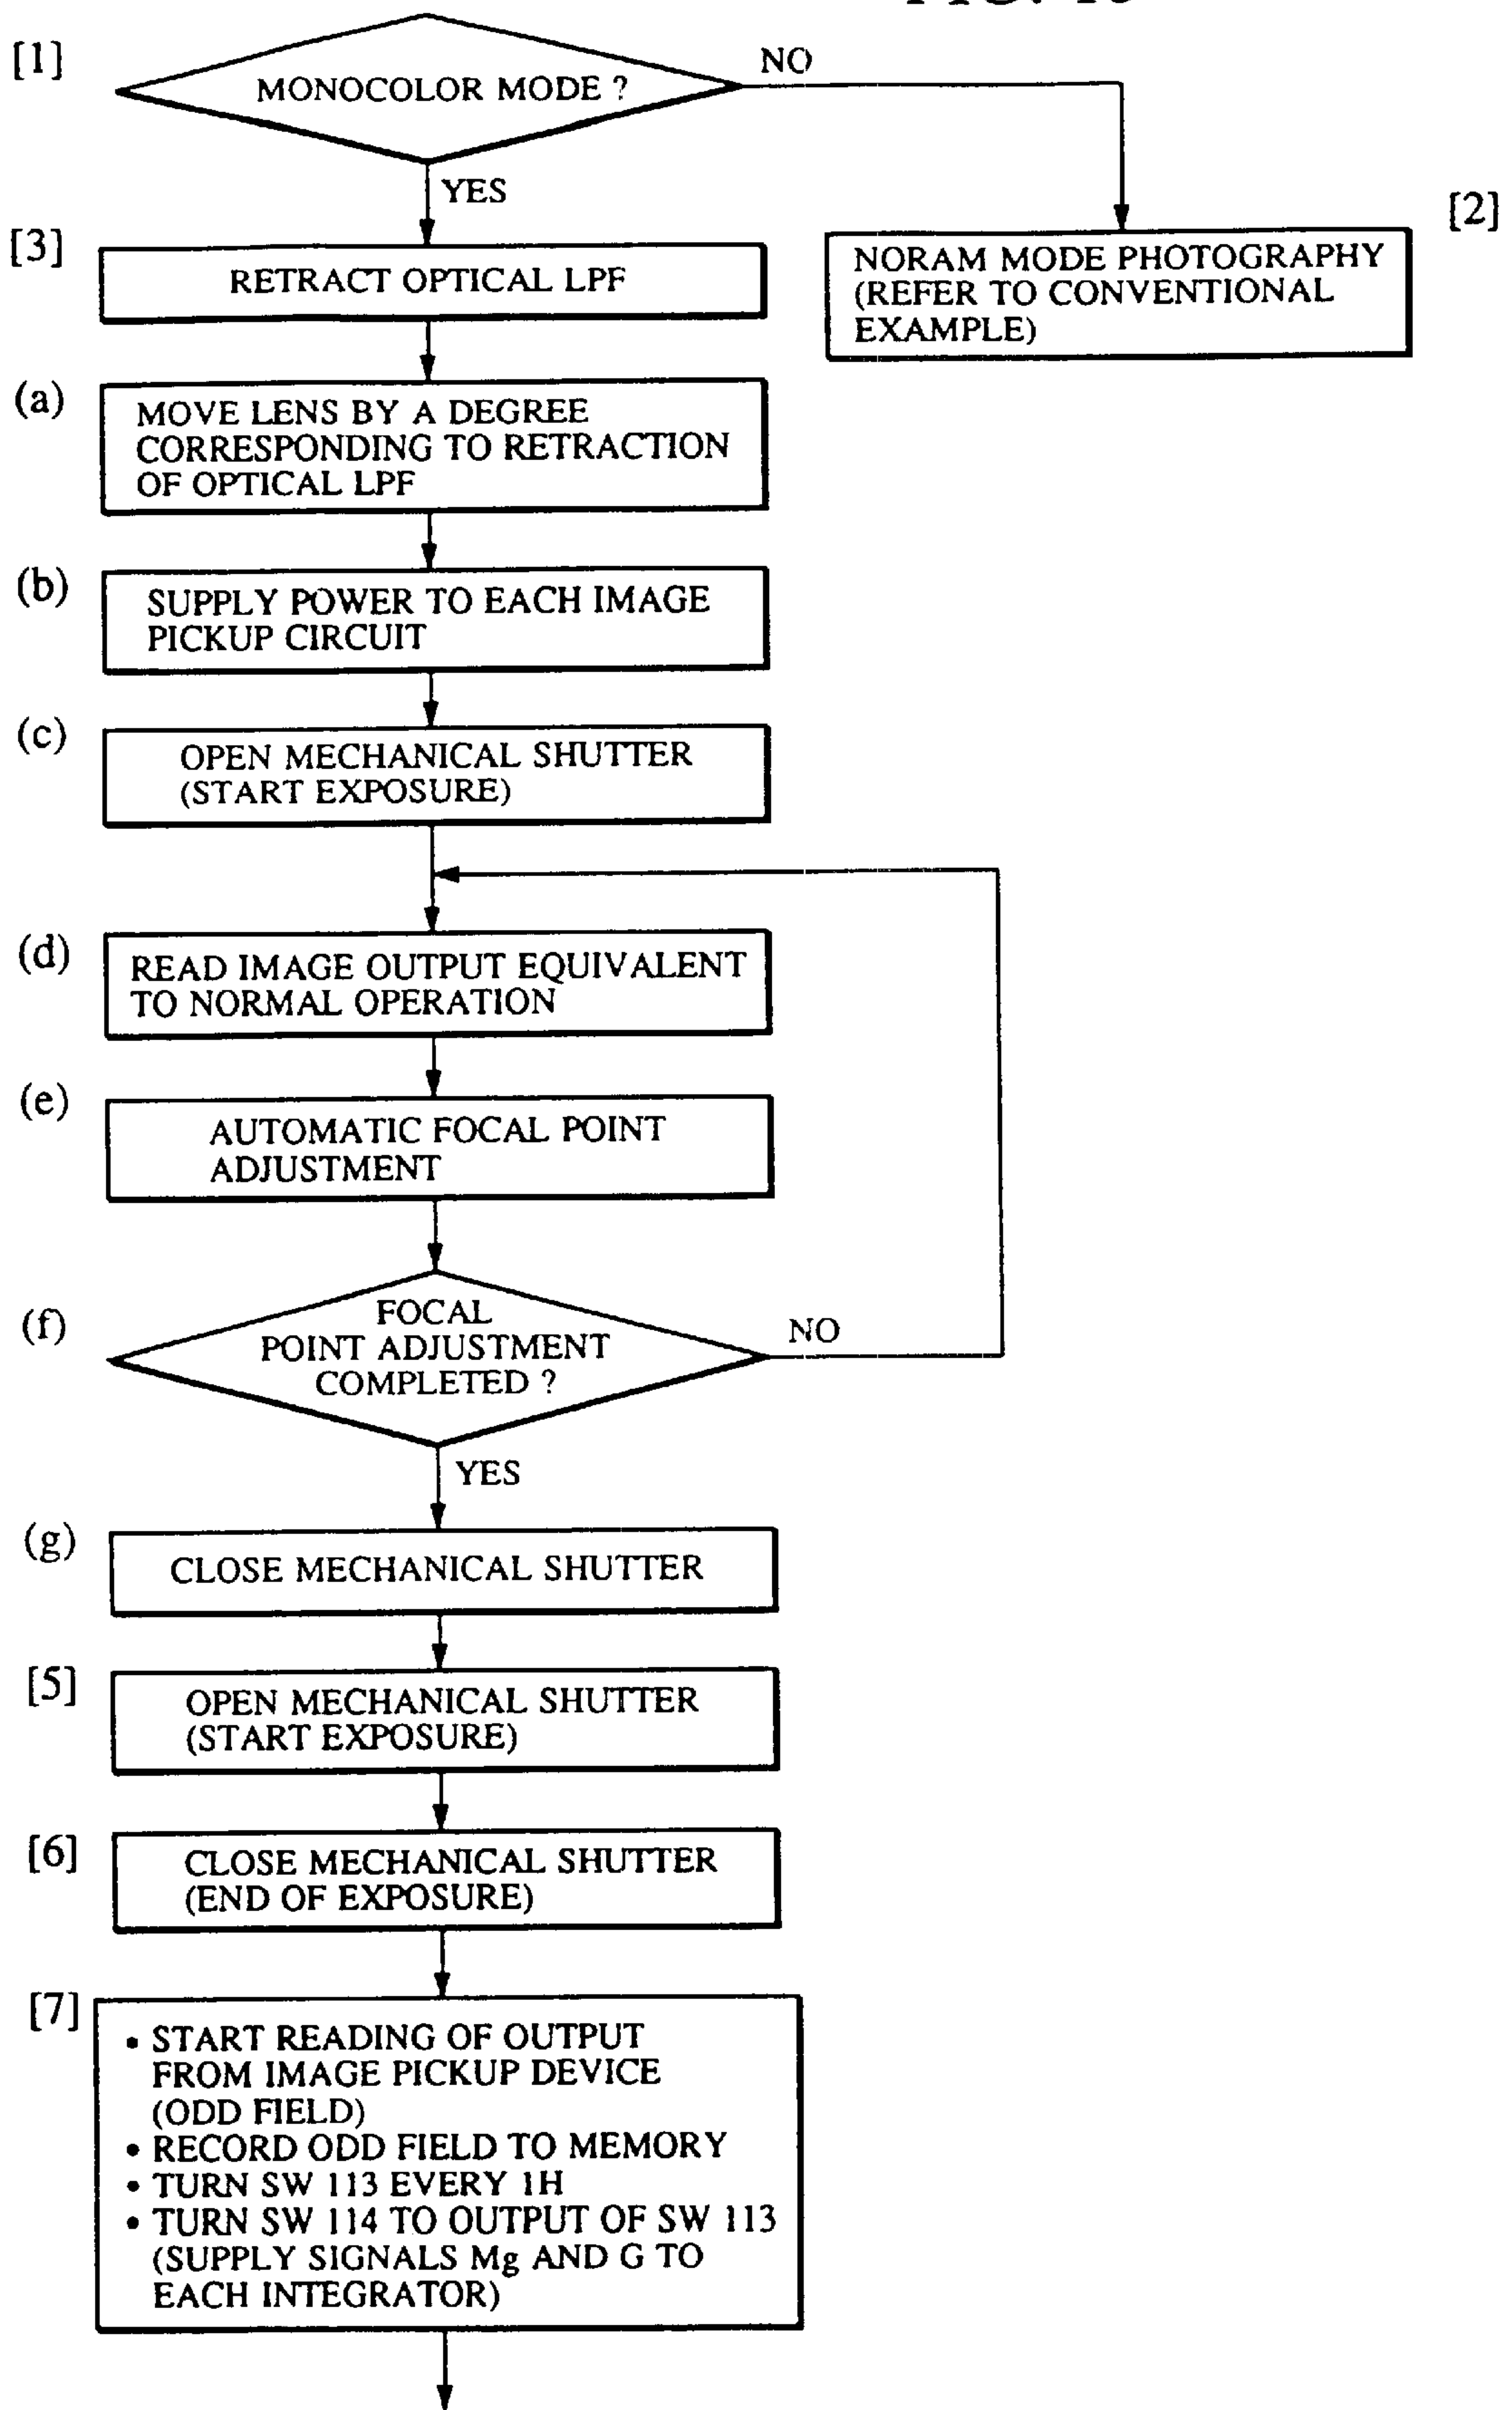 [1]
MONOCOLOR MODE ?
NO
YES
[2]
NORAM MODE PHOTOGRAPHY
(REFER TO CONVENTIONAL
EXAMPLE)
[3]
RETRACT OPTICAL LPF
(a)
MOVE LENS BY A DEGREE
CORRESPONDING TO RETRACTION
OF OPTICAL LPF
(b)
SUPPLY POWER TO EACH IMAGE
PICKUP CIRCUIT
(c)
OPEN MECHANICAL SHUTTER
(START EXPOSURE)
(d)
READ IMAGE OUTPUT EQUIVALENT
TO NORMAL OPERATION
(e)
AUTOMATIC FOCAL POINT
ADJUSTMENT
(f)
FOCAL
POINT ADJUSTMENT
COMPLETED ?
NO
YES
(g)
CLOSE MECHANICAL SHUTTER
[5]
OPEN MECHANICAL SHUTTER
(START EXPOSURE)
[6]
CLOSE MECHANICAL SHUTTER
(END OF EXPOSURE)
[7]
• START READING OF OUTPUT
FROM IMAGE PICKUP DEVICE
(ODD FIELD)
• RECORD ODD FIELD TO MEMORY
• TURN SW 113 EVERY 1H
• TURN SW 114 TO OUTPUT OF SW 113
(SUPPLY SIGNALS Mg AND G TO
EACH INTEGRATOR)